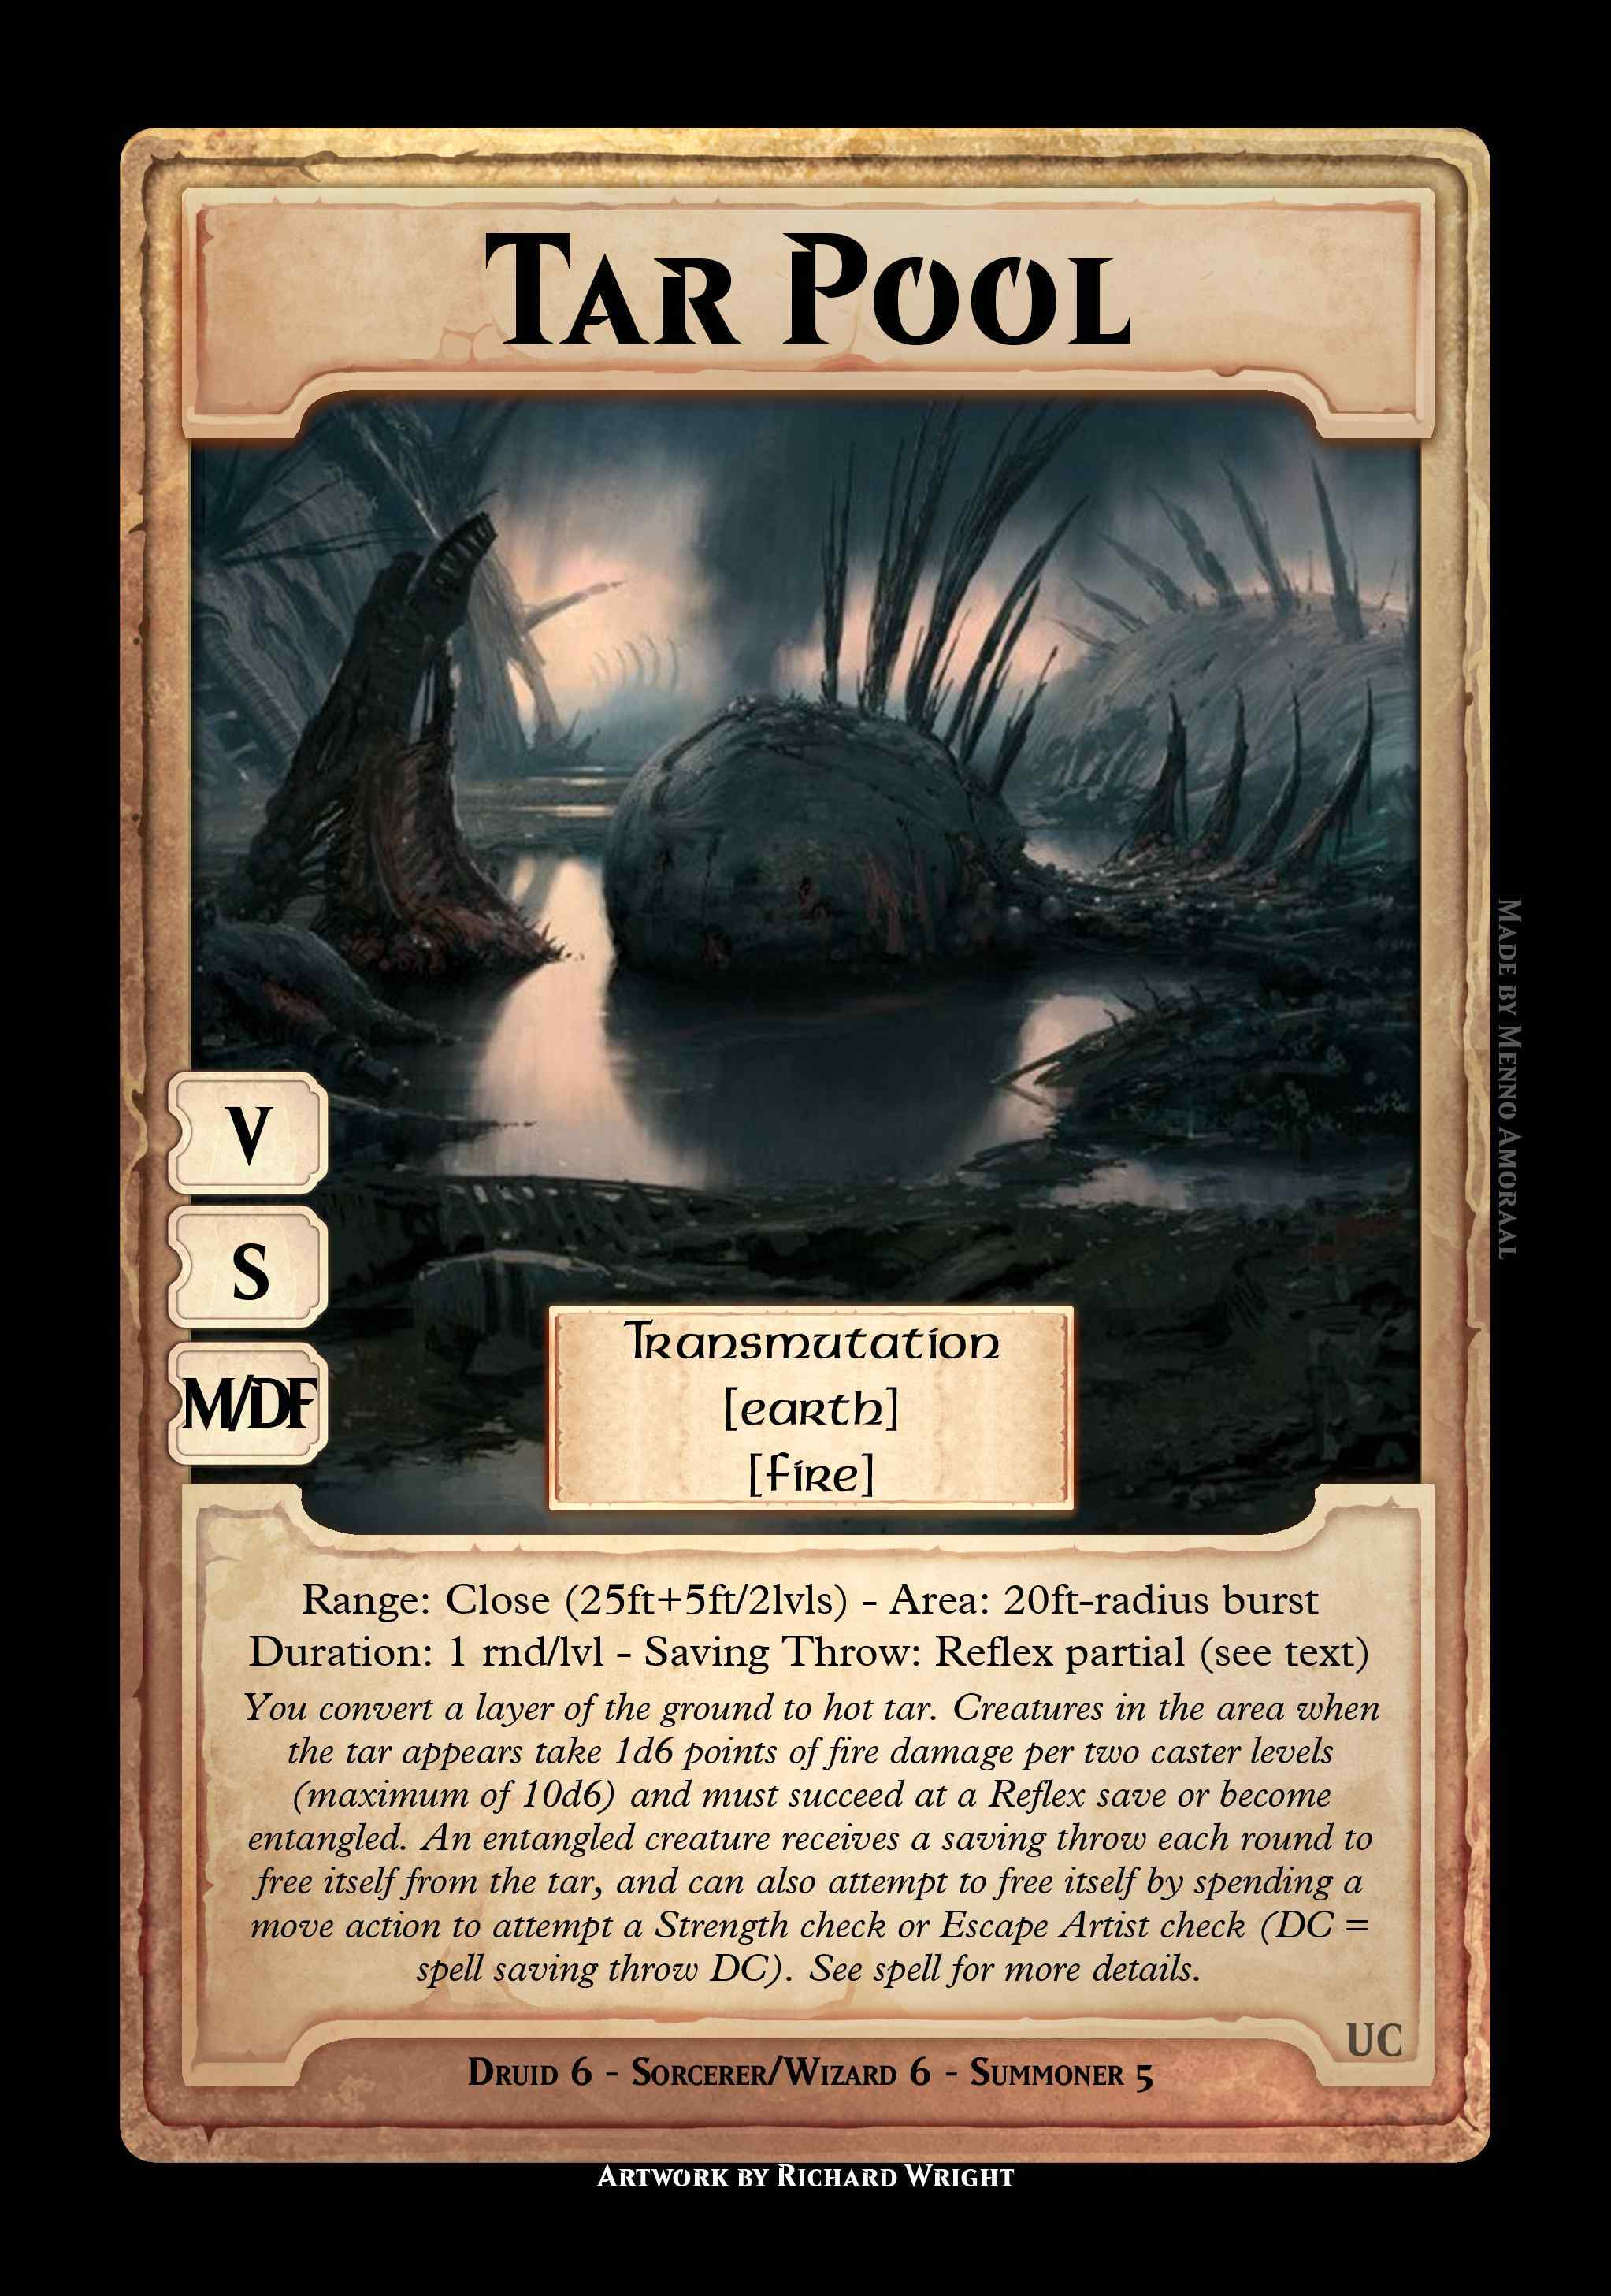 Tar Pool
V
S
M/DF
Transmutation
[earth]
[fire]
Range: Close (25ft+5ft/2lvls) - Area: 20ft-radius burst
Duration: 1 rnd/lvl - Saving Throw: Reflex partial (see text)
You convert a layer of the ground to hot tar. Creatures in the area when
the tar appears take 1d6 points of fire damage per two caster levels
(maximum of 10d6) and must succeed at a Reflex save or become
entangled. An entangled creature receives a saving throw each round to
free itself from the tar, and can also attempt to free itself by spending a
move action to attempt a Strength check or Escape Artist check (DC =
spell saving throw DC). See spell for more details.
UC
Druid 6 - Sorcerer/Wizard 6 - Summoner 5
Artwork by Richard Wright
Made by Menno Amoraal